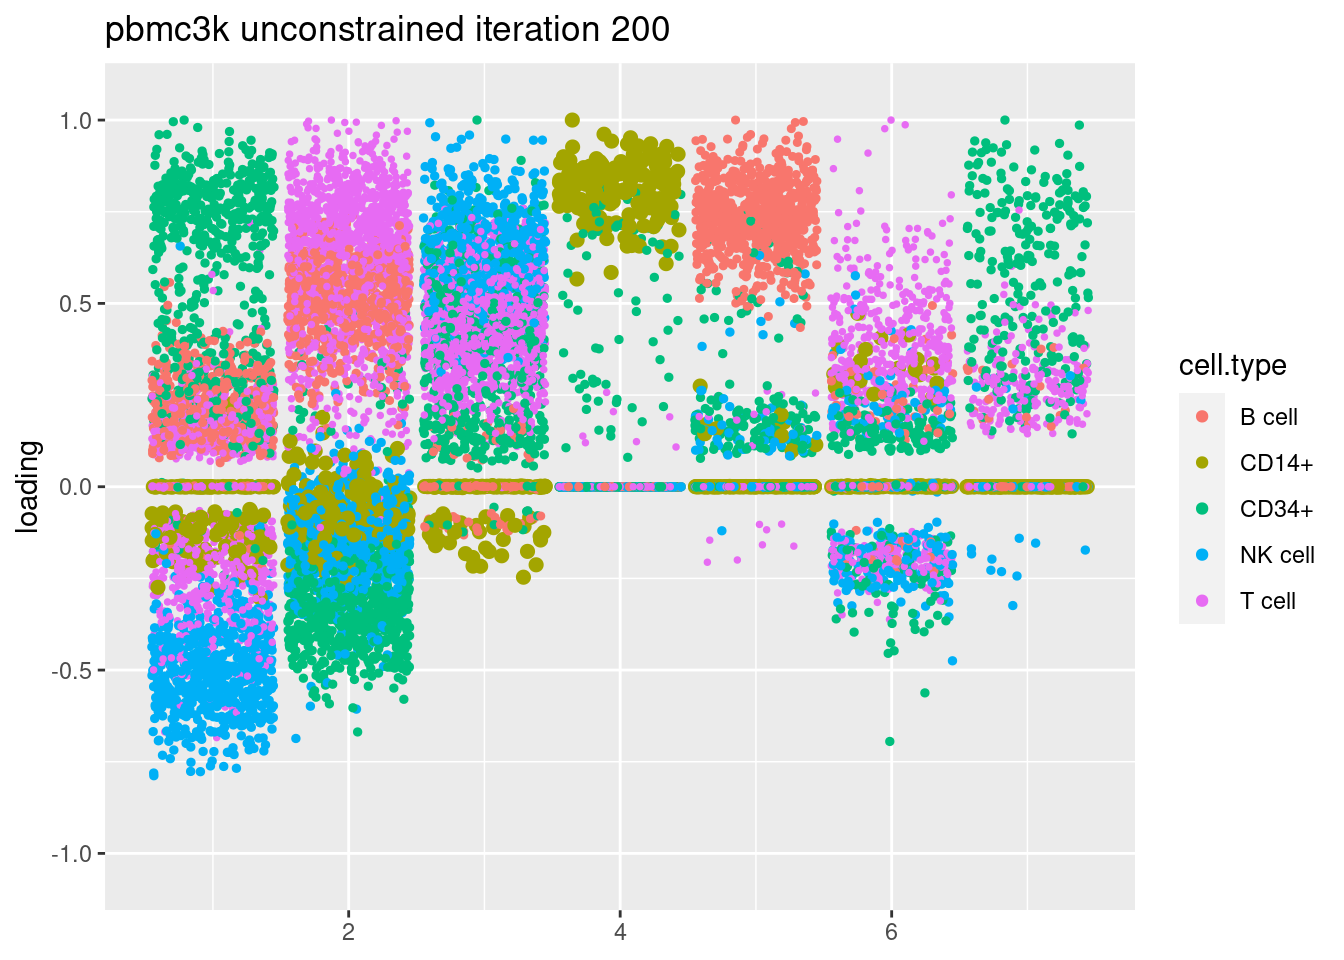 pbmc3k unconstrained iteration 200
1.0
0.5
0.0
-0.5
-1.0
loading
2
4
6
cell.type
B cell
CD14+
CD34+
NK cell
T cell